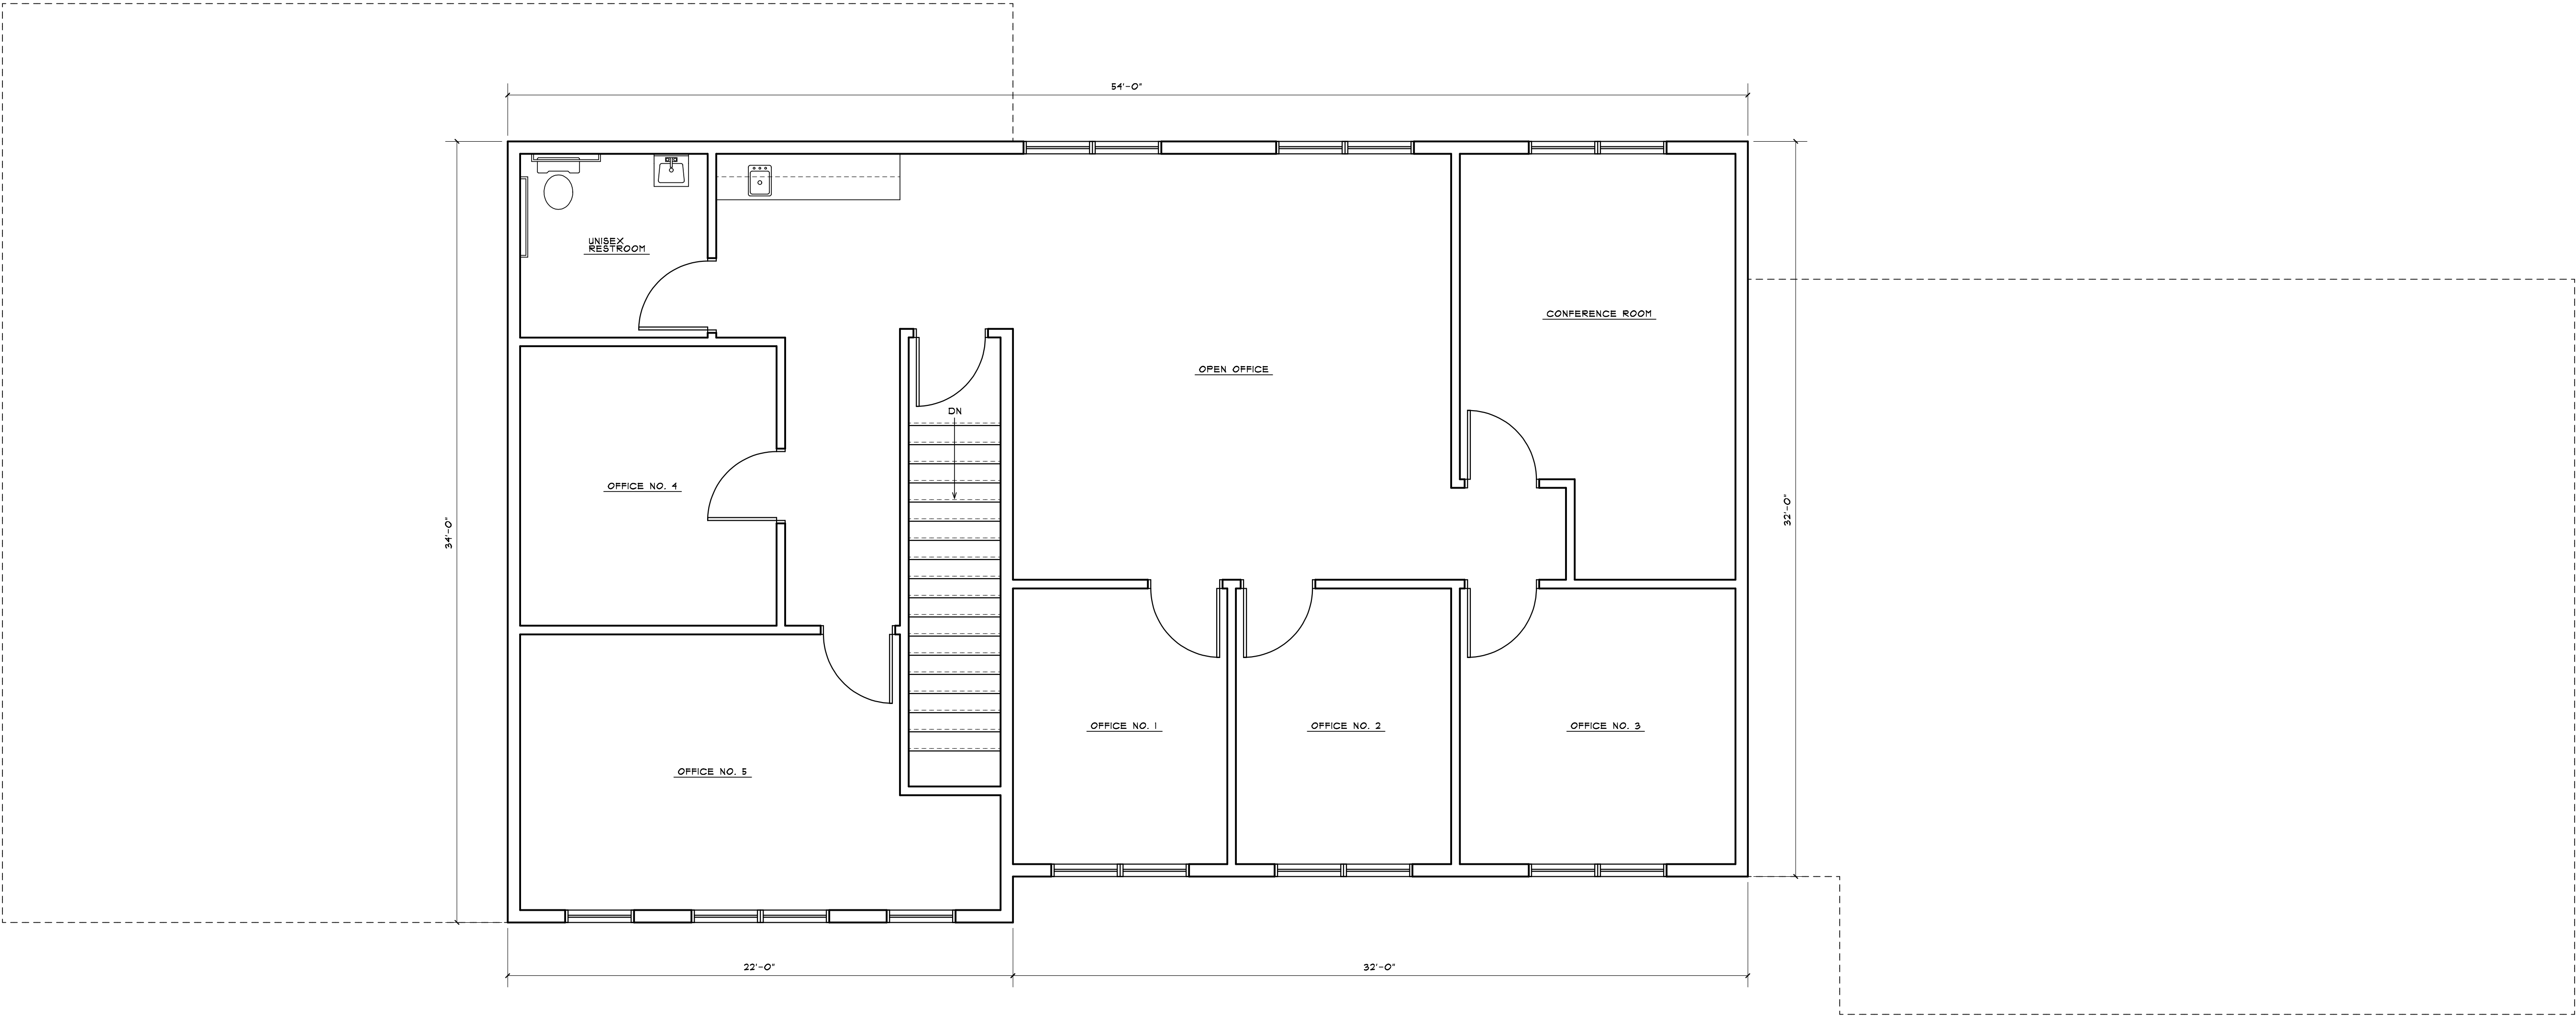 54'-0"
UNISEX
RESTROOM
CONFERENCE ROOM
OPEN OFFICE
DN
OFFICE NO. 4
34'-0"
32'-0"
OFFICE NO. 1
OFFICE NO. 2
OFFICE NO. 3
OFFICE NO. 5
22'-0"
32'-0"